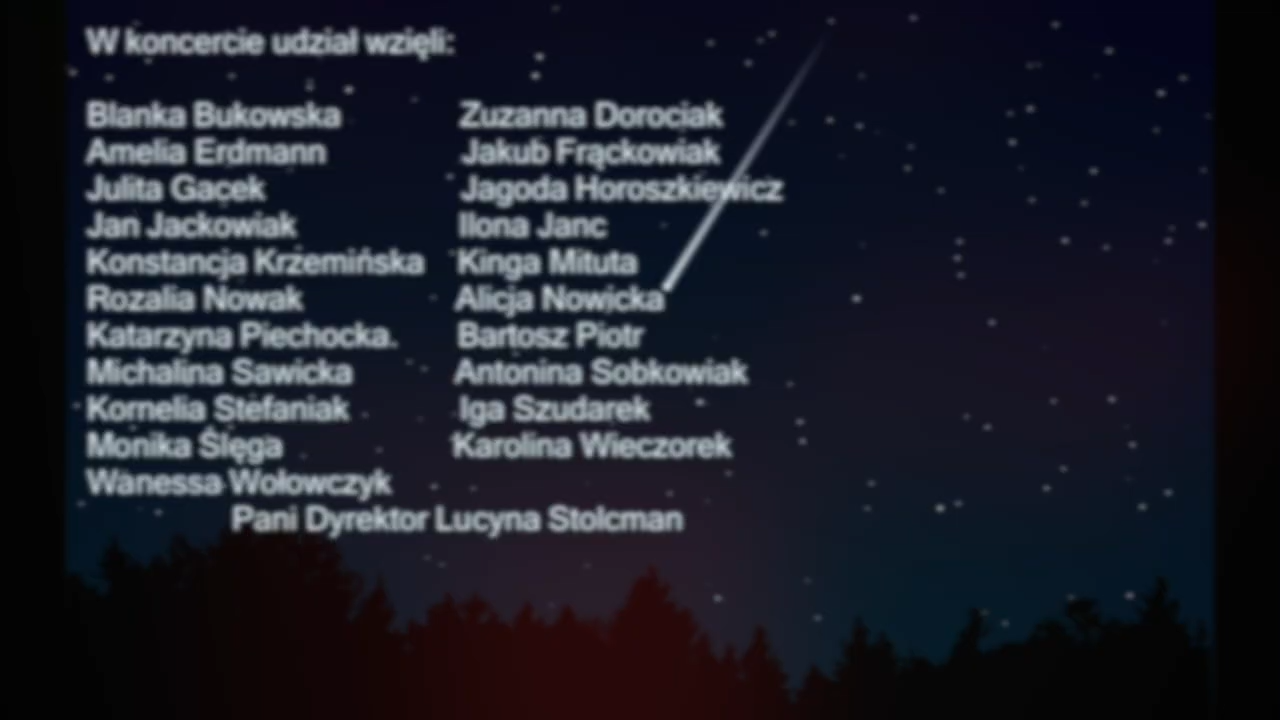 W koncercie udział wzięli:
Blanka Bukowska
Amelia Erdmann
Julita Gacek
Jan Jackowiak
Konstancja Krzemińska
Rozalia Nowak
Katarzyna Piechocka.
Michalina Sawicka
Kornelia Stefaniak
Monika Ślęga
Wanessa Wołowczyk
Zuzanna Dorociak
Jakub Frąckowiak
Jagoda Horoszkiewicz
Ilona Janc
Kinga Mituta
Alicja Nowicka
Bartosz Piotr
Antonina Sobkowiak
Iga Szudarek
Karolina Wieczorek
Pani Dyrektor Lucyna Stolcman